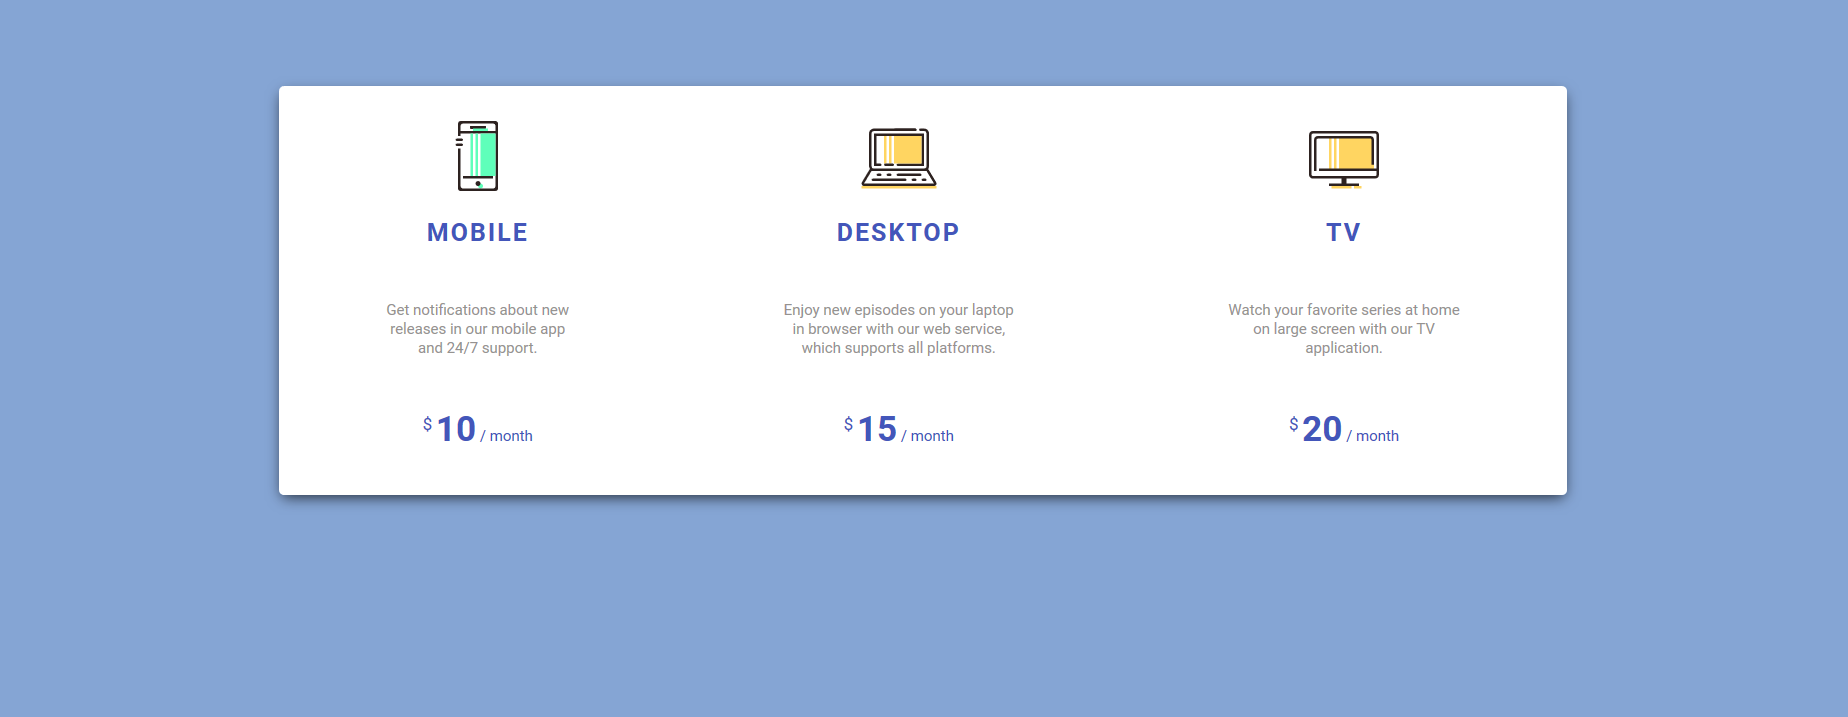 MOBILE
Get notifications about new
releases in our mobile app
and 24/7 support.
$10 / month
DESKTOP
Enjoy new episodes on your laptop
in browser with our web service,
which supports all platforms.
$15 / month
TV
Watch your favorite series at home
on large screen with our TV
application.
$20 / month